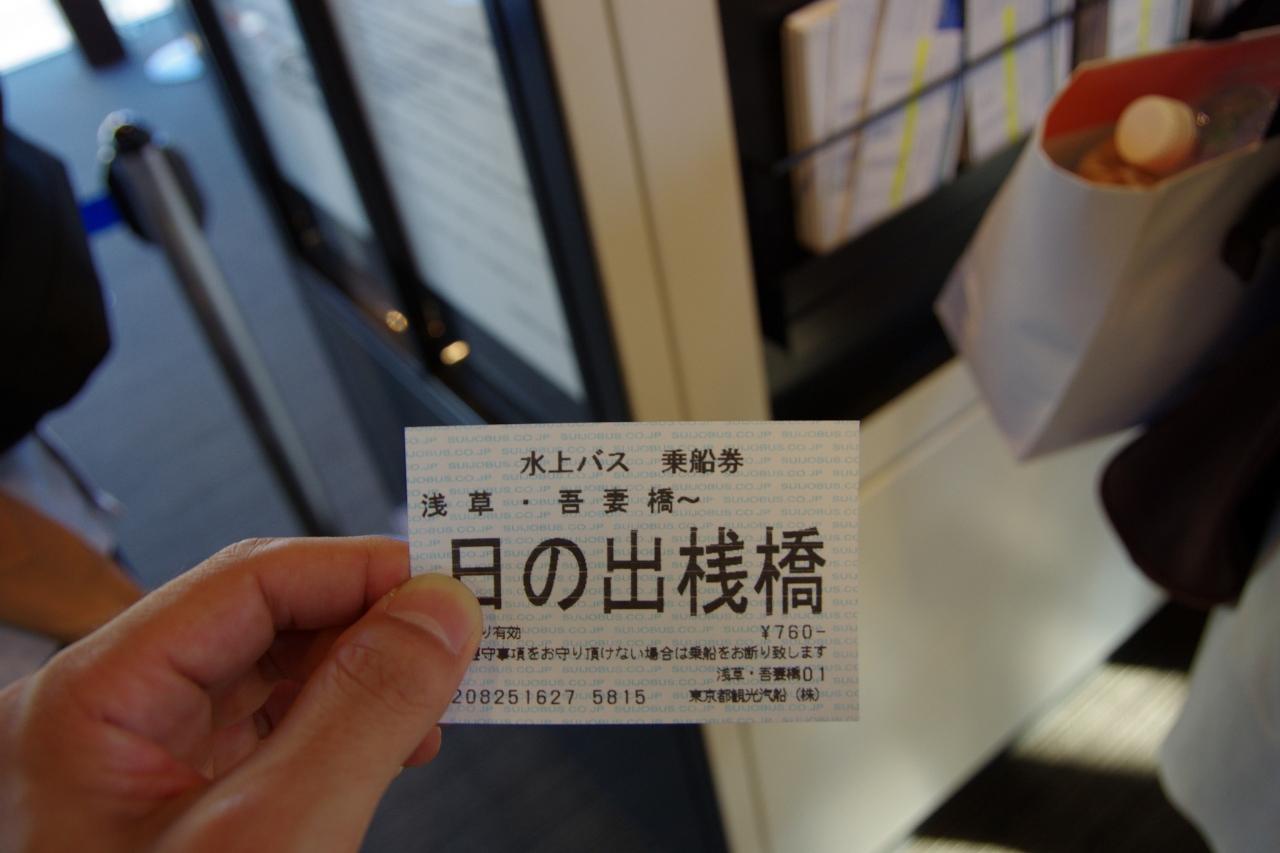 水上バス 乗船券
浅草・吾妻橋～
日の出桟橋
り有効 ¥760-
守事項をお守り頂けない場合は乗船をお断り致します
浅草・吾妻橋01
208251627 5815 東京都観光汽船（株）
SUIJOBUS.CO.JP